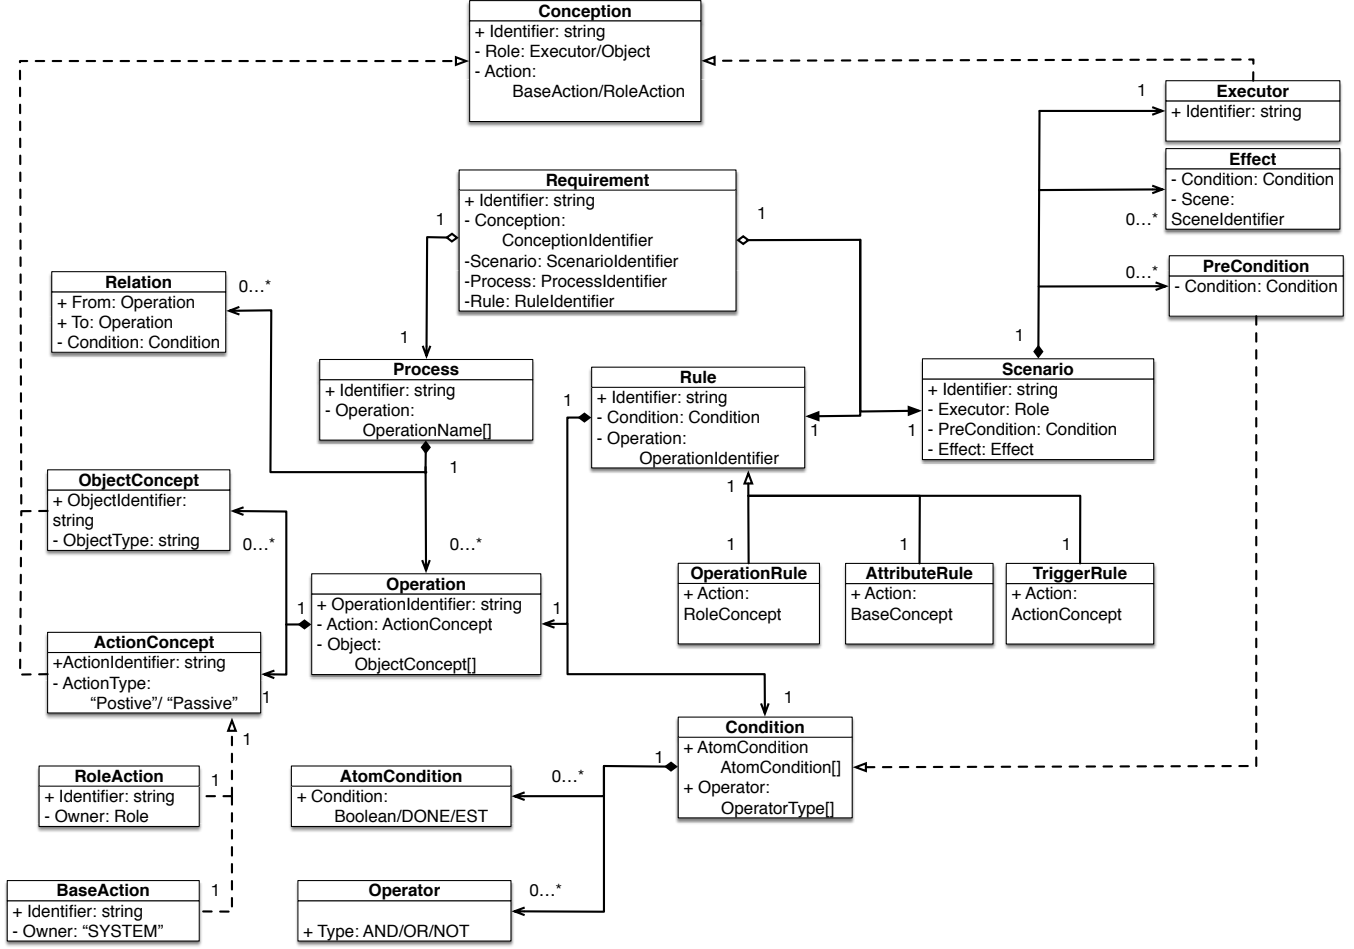 Conception
+ Identifier: string
- Role: Executor/Object
- Action:
BaseAction/RoleAction
1
Executor
+ Identifier: string
Effect
- Condition: Condition
- Scene:
SceneIdentifier
0...*
Requirement
+ Identifier: string
- Conception:
ConceptionIdentifier
-Scenario: ScenarioIdentifier
-Process: ProcessIdentifier
-Rule: RuleIdentifier
1
1
0...*
PreCondition
- Condition: Condition
Relation
+ From: Operation
+ To: Operation
- Condition: Condition
0...*
1
1
Process
+ Identifier: string
- Operation:
OperationName[]
1
Rule
+ Identifier: string
- Condition: Condition
- Operation:
OperationIdentifier
1
1
1
Scenario
+ Identifier: string
- Executor: Role
- PreCondition: Condition
- Effect: Effect
ObjectConcept
+ ObjectIdentifier:
string
- ObjectType: string
0...*
0...*
1
1
1
1
OperationRule
+ Action:
RoleConcept
AttributeRule
+ Action:
BaseConcept
TriggerRule
+ Action:
ActionConcept
Operation
+ OperationIdentifier: string
- Action: ActionConcept
- Object:
ObjectConcept[]
1
1
ActionConcept
+ActionIdentifier: string
- ActionType:
“Postive”/ “Passive”
1
1
1
Condition
+ AtomCondition
AtomCondition[]
+ Operator:
OperatorType[]
1
RoleAction
+ Identifier: string
- Owner: Role
1
AtomCondition
+ Condition:
Boolean/DONE/EST
0...*
BaseAction
+ Identifier: string
- Owner: “SYSTEM”
1
Operator
+ Type: AND/OR/NOT
0...*